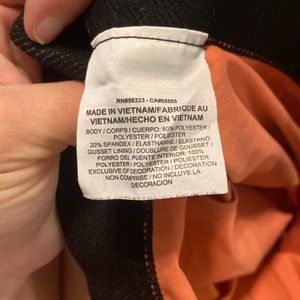 RN#56323 - CA#05553
MADE IN VIETNAM/FABRIQUE AU
VIETNAM/HECHO EN VIETNAM
BODY / CORPS / CUERPO: 80% POLYESTER /
POLYESTER / POLIÉSTER
20% SPANDEX / ELASTHANNE / ELASTANO
GUSSET LINING / DOUBLURE DE GOUSSET /
FORRO DEL PUENTE INTERIOR: 100%
POLYESTER / POLYESTER / POLIÉSTER
EXCLUSIVE OF DECORATION / DECORATION
NON COMPRISE / NO INCLUYE LA
DECORACION